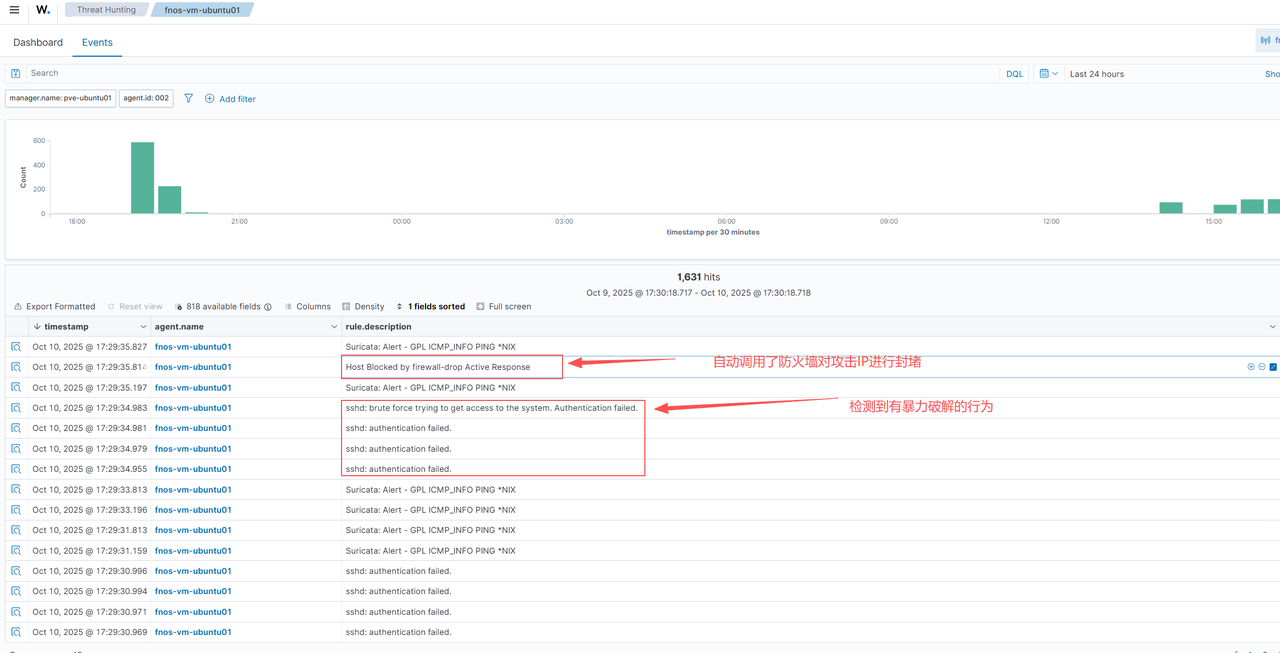 W. Threat Hunting fnos-vm-ubuntu01
Dashboard Events
Search DQL Last 24 hours
manager.name: pve-ubuntu01 agent.id: 002 Add filter
600
400
200
0
Count
18:00 21:00 00:00 03:00 06:00 09:00 12:00 15:00
timestamp per 30 minutes
1,631 hits
Oct 9, 2025 @ 17:30:18.717 - Oct 10, 2025 @ 17:30:18.718
Export Formatted Reset view 818 available fields Columns Density 1 fields sorted Full screen
timestamp agent.name rule.description
Oct 10, 2025 @ 17:29:35.827 fnos-vm-ubuntu01 Suricata: Alert - GPL ICMP_INFO PING *NIX
Oct 10, 2025 @ 17:29:35.814 fnos-vm-ubuntu01 Host Blocked by firewall-drop Active Response 自动调用了防火墙对攻击IP进行封堵
Oct 10, 2025 @ 17:29:35.197 fnos-vm-ubuntu01 Suricata: Alert - GPL ICMP_INFO PING *NIX
Oct 10, 2025 @ 17:29:34.983 fnos-vm-ubuntu01 sshd: brute force trying to get access to the system. Authentication failed. 检测到有暴力破解的行为
Oct 10, 2025 @ 17:29:34.981 fnos-vm-ubuntu01 sshd: authentication failed.
Oct 10, 2025 @ 17:29:34.979 fnos-vm-ubuntu01 sshd: authentication failed.
Oct 10, 2025 @ 17:29:34.955 fnos-vm-ubuntu01 sshd: authentication failed.
Oct 10, 2025 @ 17:29:33.813 fnos-vm-ubuntu01 Suricata: Alert - GPL ICMP_INFO PING *NIX
Oct 10, 2025 @ 17:29:33.196 fnos-vm-ubuntu01 Suricata: Alert - GPL ICMP_INFO PING *NIX
Oct 10, 2025 @ 17:29:31.813 fnos-vm-ubuntu01 Suricata: Alert - GPL ICMP_INFO PING *NIX
Oct 10, 2025 @ 17:29:31.159 fnos-vm-ubuntu01 Suricata: Alert - GPL ICMP_INFO PING *NIX
Oct 10, 2025 @ 17:29:30.996 fnos-vm-ubuntu01 sshd: authentication failed.
Oct 10, 2025 @ 17:29:30.994 fnos-vm-ubuntu01 sshd: authentication failed.
Oct 10, 2025 @ 17:29:30.971 fnos-vm-ubuntu01 sshd: authentication failed.
Oct 10, 2025 @ 17:29:30.969 fnos-vm-ubuntu01 sshd: authentication failed.